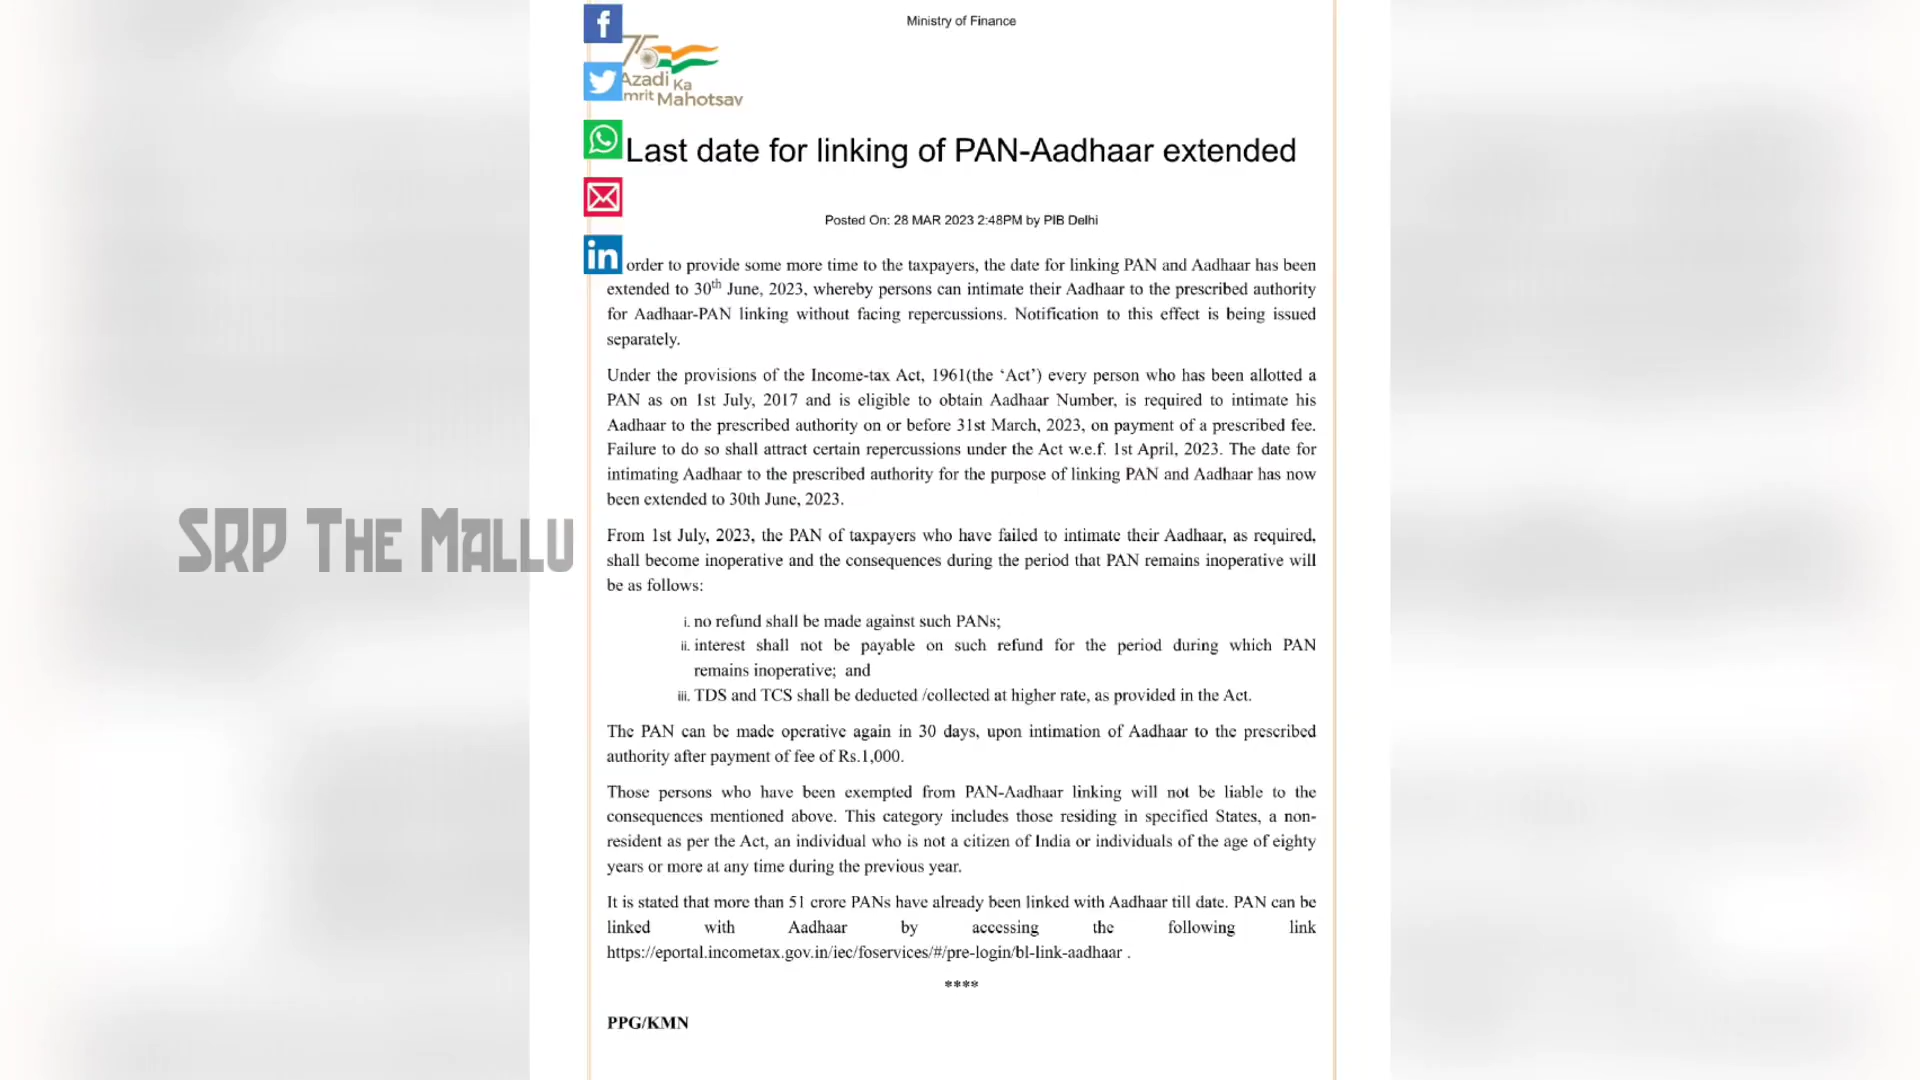 Ministry of Finance
75
Azadi Ka
mrit Mahotsav
Last date for linking of PAN-Aadhaar extended
Posted On: 28 MAR 2023 2:48PM by PIB Delhi
order to provide some more time to the taxpayers, the date for linking PAN and Aadhaar has been
extended to 30th June, 2023, whereby persons can intimate their Aadhaar to the prescribed authority
for Aadhaar-PAN linking without facing repercussions. Notification to this effect is being issued
separately.
Under the provisions of the Income-tax Act, 1961(the ‘Act’) every person who has been allotted a
PAN as on 1st July, 2017 and is eligible to obtain Aadhaar Number, is required to intimate his
Aadhaar to the prescribed authority on or before 31st March, 2023, on payment of a prescribed fee.
Failure to do so shall attract certain repercussions under the Act w.e.f. 1st April, 2023. The date for
intimating Aadhaar to the prescribed authority for the purpose of linking PAN and Aadhaar has now
been extended to 30th June, 2023.
SRP The Mallu
From 1st July, 2023, the PAN of taxpayers who have failed to intimate their Aadhaar, as required,
shall become inoperative and the consequences during the period that PAN remains inoperative will
be as follows:
i. no refund shall be made against such PANs;
ii. interest shall not be payable on such refund for the period during which PAN
remains inoperative; and
iii. TDS and TCS shall be deducted /collected at higher rate, as provided in the Act.
The PAN can be made operative again in 30 days, upon intimation of Aadhaar to the prescribed
authority after payment of fee of Rs.1,000.
Those persons who have been exempted from PAN-Aadhaar linking will not be liable to the
consequences mentioned above. This category includes those residing in specified States, a non-
resident as per the Act, an individual who is not a citizen of India or individuals of the age of eighty
years or more at any time during the previous year.
It is stated that more than 51 crore PANs have already been linked with Aadhaar till date. PAN can be
linked with Aadhaar by accessing the following link
https://eportal.incometax.gov.in/iec/foservices/#/pre-login/bl-link-aadhaar .
****
PPG/KMN